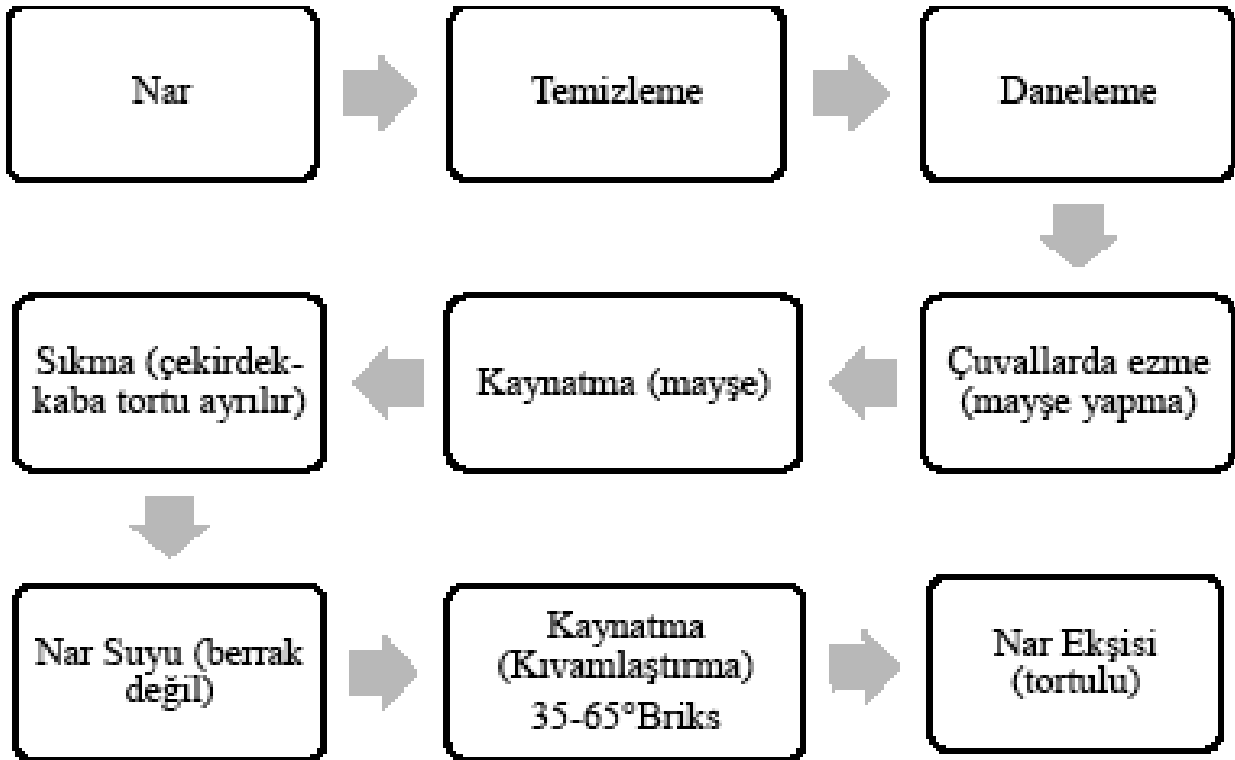 Nar
Temizleme
Daneleme
Çuvallarda ezme
(mayşe yapma)
Kaynatma (mayşe)
Sıkma (çekirdek-
kaba tortu ayrılır)
Nar Suyu (berrak
değil)
Kaynatma
(Kıvamlaştırma)
35-65°Briks
Nar Ekşisi
(tortulu)